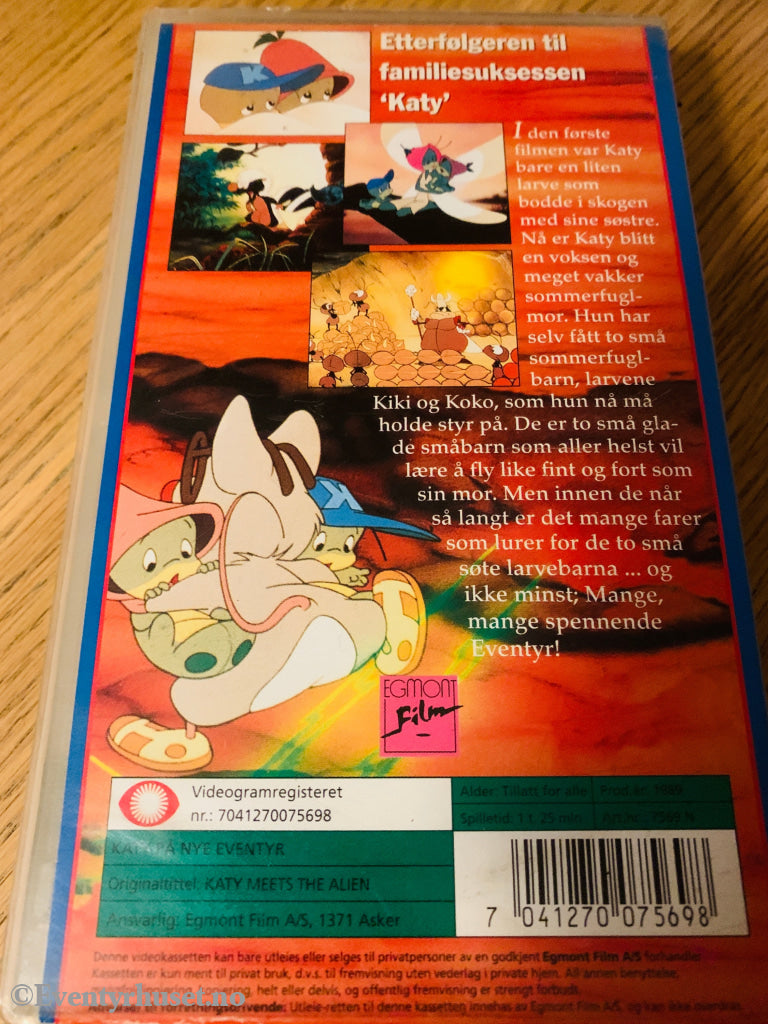 Etterfølgeren til
familiesuksessen
'Katy'
I den første
filmen var Katy
bare en liten
larve som
bodde i skogen
med sine søstre.
Nå er Katy blitt
en voksen og
meget vakker
sommerfugl-
mor. Hun har
selv fått to små
sommerfugl-
barn, larvene
Kiki og Koko, som hun nå må
holde styr på. De er to små gla-
de småbarn som aller helst vil
lære å fly like fint og fort som
sin mor. Men innen de når
så langt er det mange farer
som lurer for de to små
søte larvebarna ... og
ikke minst; Mange,
mange spennende
Eventyr!
K
K
EGMONT
Film
Videogramregisteret
nr.: 7041270075698
Alder: Tillatt for alle
Prod.år: 1989
Spilletid: 1 t. 25 min
Art.nr.: 7569 N
KATY PÅ NYE EVENTYR
Originaltittel: KATY MEETS THE ALIEN
Ansvarlig: Egmont Film A/S, 1371 Asker
7 041270 075698
Denne videokassetten kan bare utleies eller selges til privatpersoner av en godkjent Egmont Film A/S forhandler
Kassetten er kun ment til privat bruk, d.v.s. til fremvisning uten vederlag i private hjem. All annen benyttelse,
helt eller delvis, og offentlig fremvisning er strengt forbudt.
forretningsdrivende: Utleie-retten til denne kassetten innehas av Egmont Film A/S, og kan ikke overdras
©Eventyrhuset.no